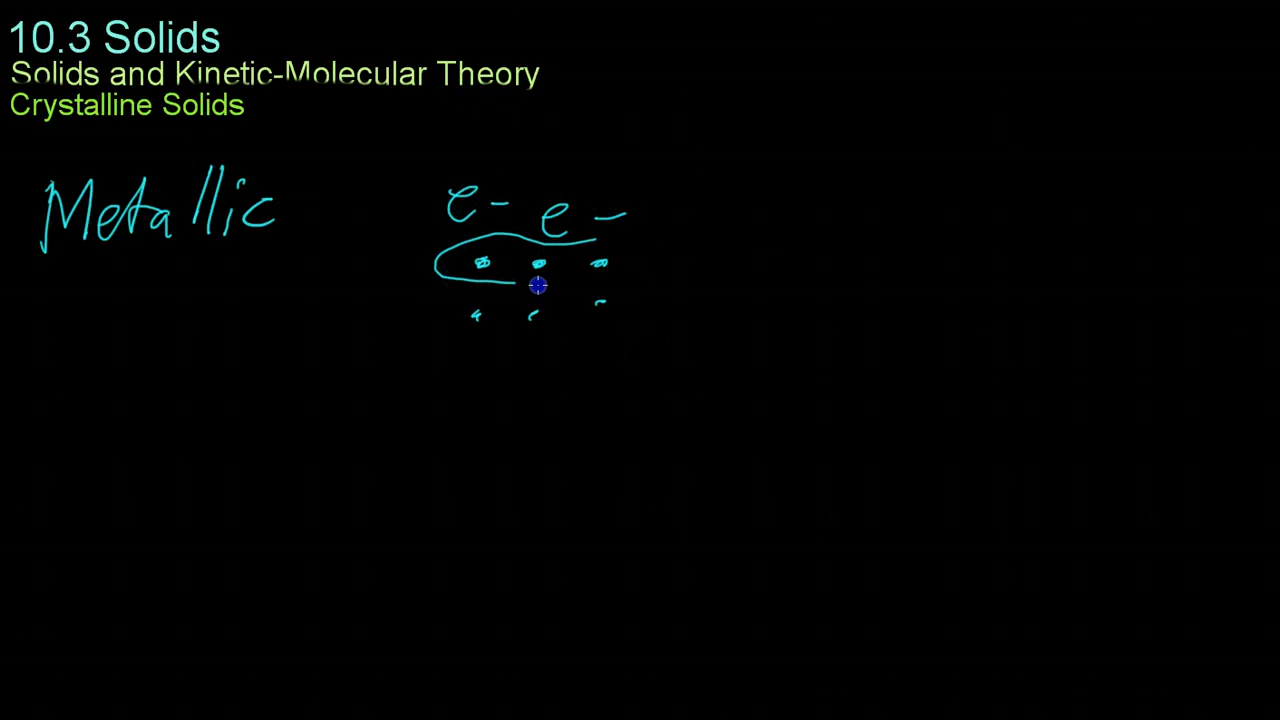 10.3 Solids
Solids and Kinetic-Molecular Theory
Crystalline Solids
Metallic
e- e-